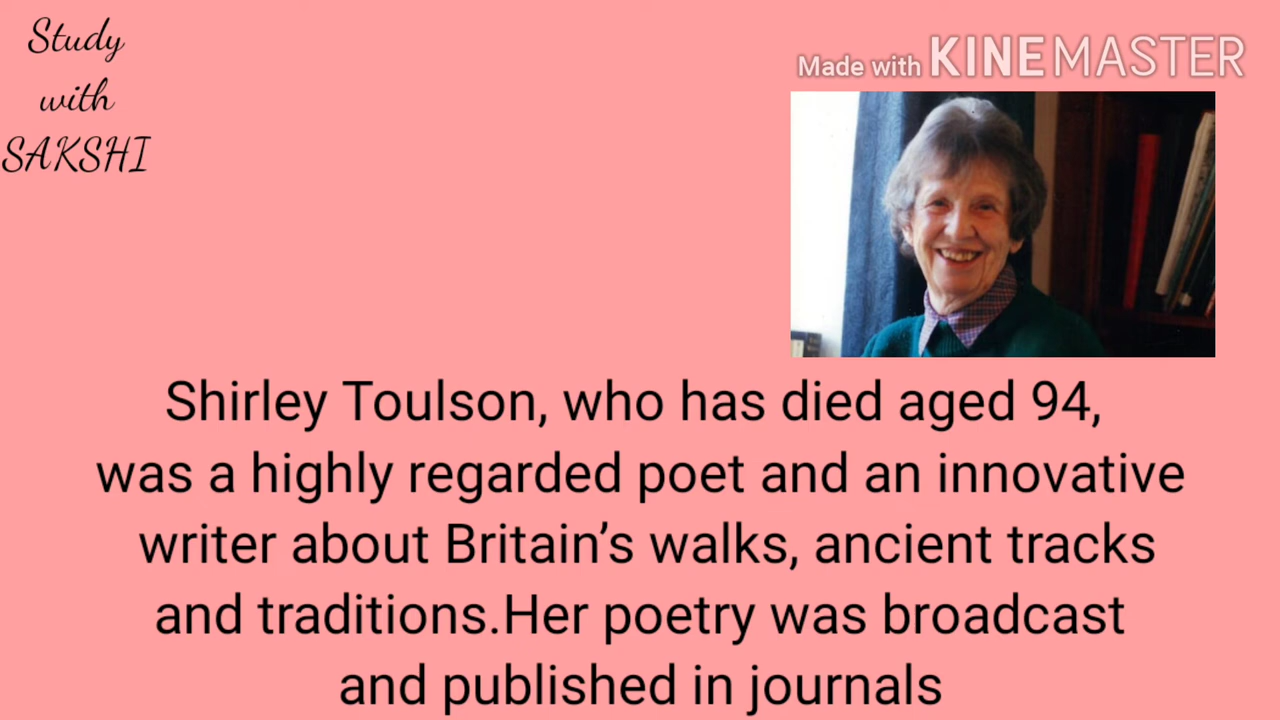 Study
with
SAKSHI
Made with KINEMASTER
Shirley Toulson, who has died aged 94,
was a highly regarded poet and an innovative
writer about Britain’s walks, ancient tracks
and traditions.Her poetry was broadcast
and published in journals